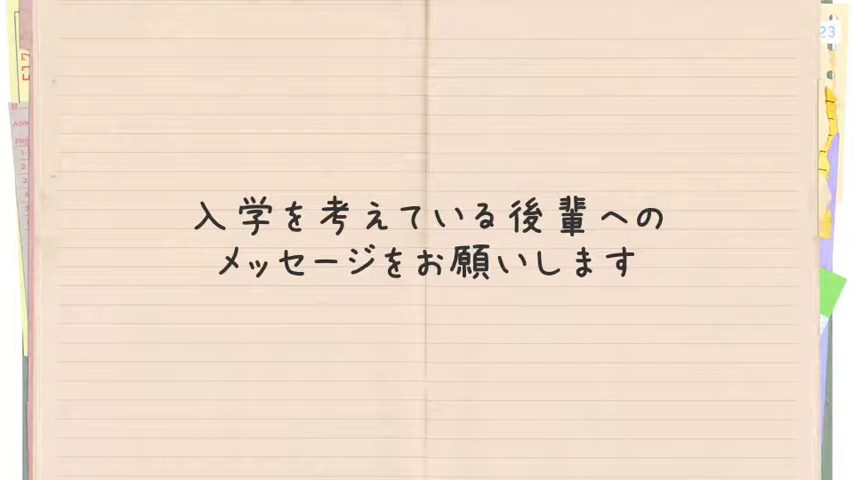 入学を考えている後輩への
メッセージをお願いします
23